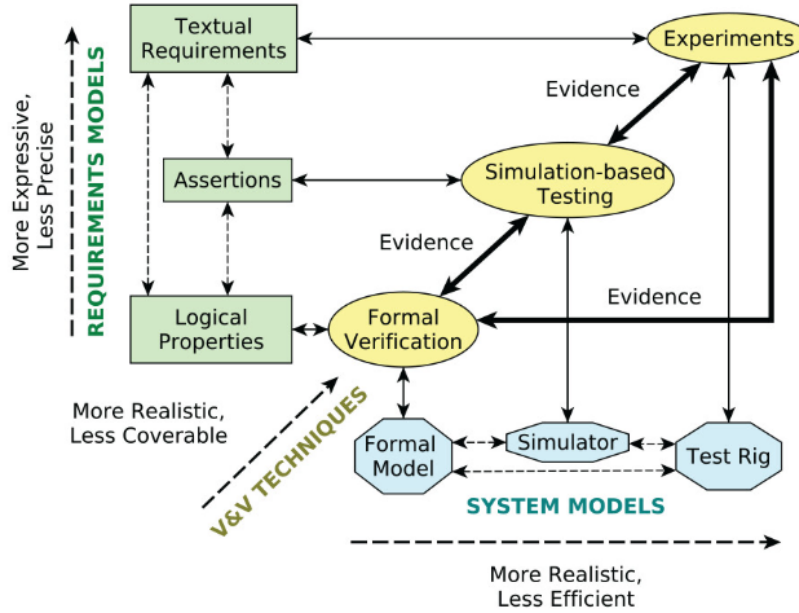 Textual
Requirements
Experiments
Evidence
Simulation-based
Testing
Assertions
Evidence
Evidence
Logical
Properties
Formal
Verification
More Expressive,
Less Precise
REQUIREMENTS MODELS
More Realistic,
Less Coverable
V&V TECHNIQUES
Formal
Model
Simulator
Test Rig
SYSTEM MODELS
More Realistic,
Less Efficient